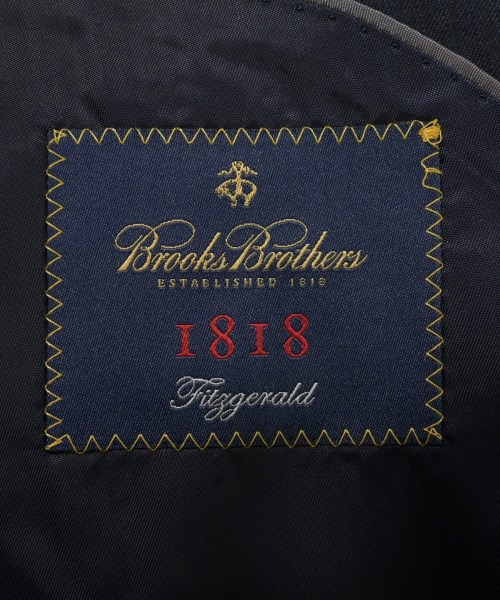 Brooks Brothers
ESTABLISHED 1818
1818
Fitzgerald